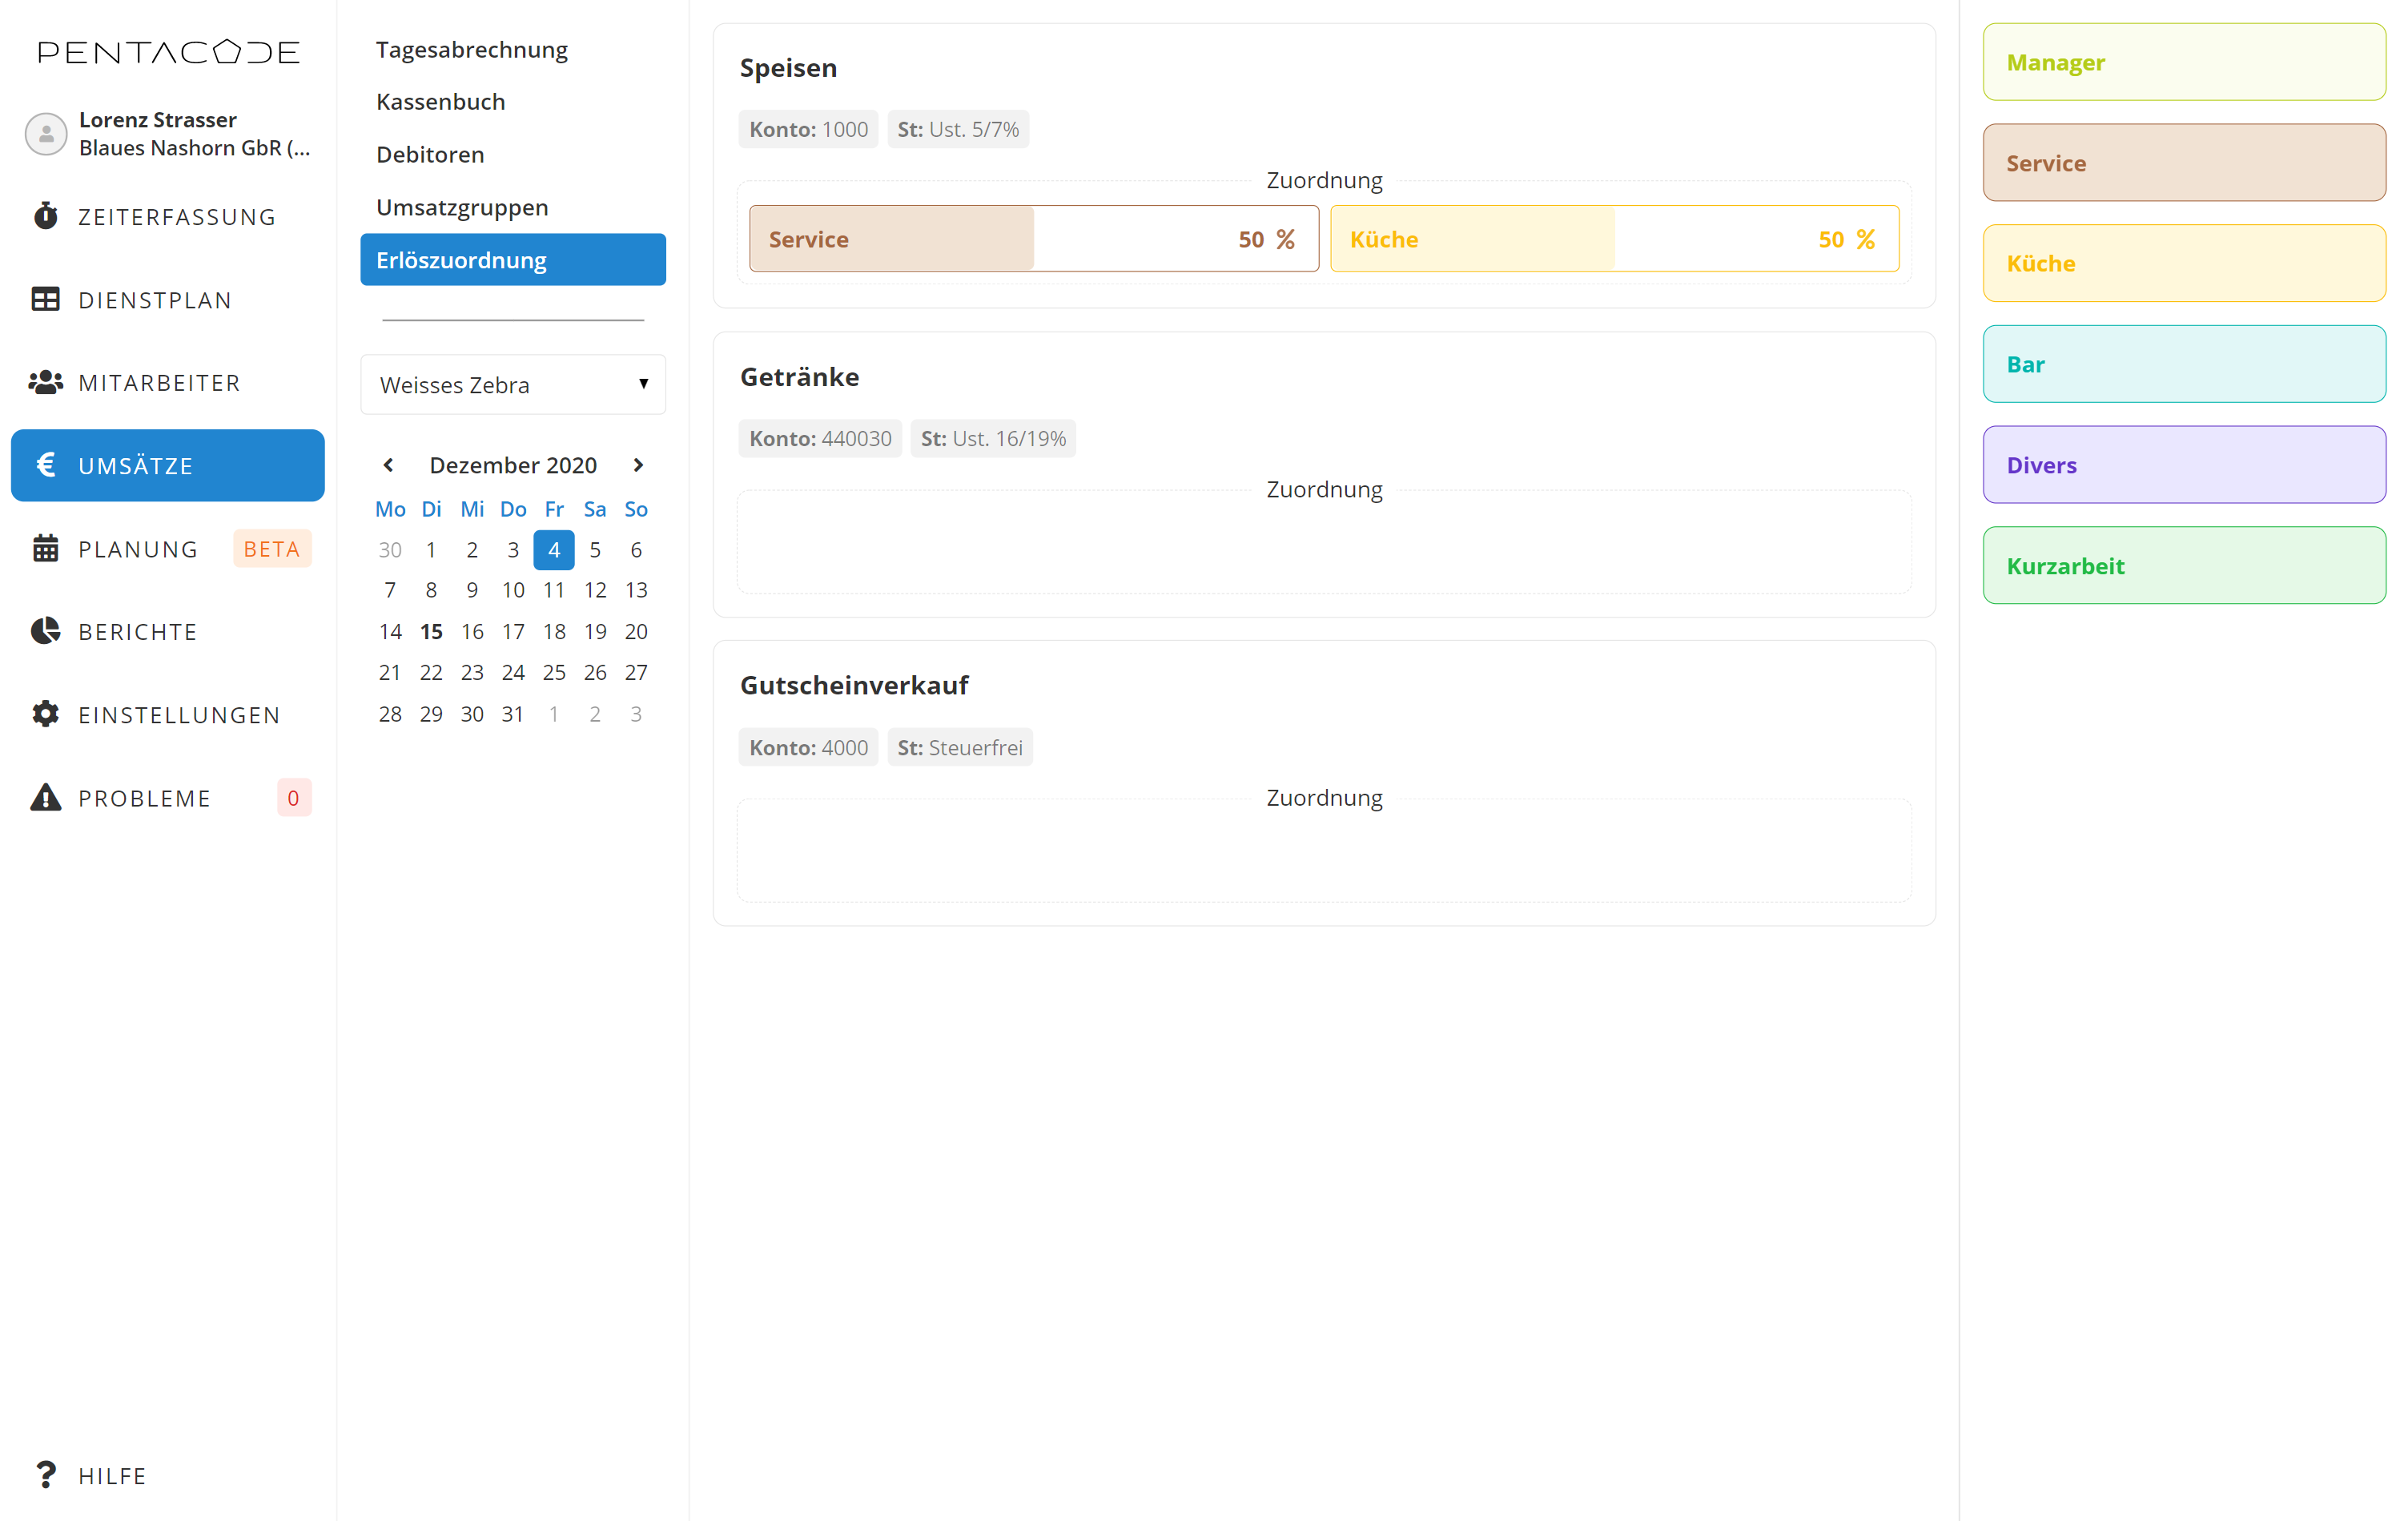 PENTACODE
Lorenz Strasser
Blaues Nashorn GbR (...
ZEITERFASSUNG
DIENSTPLAN
MITARBEITER
UMSÄTZE
PLANUNG BETA
BERICHTE
EINSTELLUNGEN
PROBLEME 0
HILFE
Tagesabrechnung
Kassenbuch
Debitoren
Umsatzgruppen
Erlöszuordnung
Weisses Zebra
Dezember 2020
Mo Di Mi Do Fr Sa So
30 1 2 3 4 5 6
7 8 9 10 11 12 13
14 15 16 17 18 19 20
21 22 23 24 25 26 27
28 29 30 31 1 2 3
Speisen
Konto: 1000 St: Ust. 5/7%
Zuordnung
Service 50 % Küche 50 %
Getränke
Konto: 440030 St: Ust. 16/19%
Zuordnung
Gutscheinverkauf
Konto: 4000 St: Steuerfrei
Zuordnung
Manager
Service
Küche
Bar
Divers
Kurzarbeit